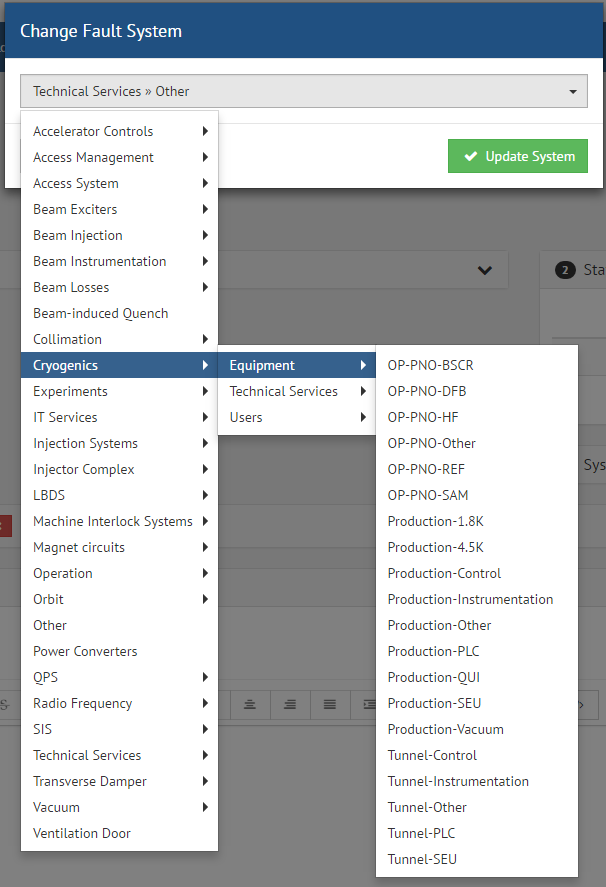 Change Fault System
Technical Services » Other
Update System
Accelerator Controls
Access Management
Access System
Beam Exciters
Beam Injection
Beam Instrumentation
Beam Losses
Beam-induced Quench
Collimation
Cryogenics
Experiments
IT Services
Injection Systems
Injector Complex
LBDS
Machine Interlock Systems
Magnet circuits
Operation
Orbit
Other
Power Converters
QPS
Radio Frequency
SIS
Technical Services
Transverse Damper
Vacuum
Ventilation Door
Equipment
Technical Services
Users
OP-PNO-BSCR
OP-PNO-DFB
OP-PNO-HF
OP-PNO-Other
OP-PNO-REF
OP-PNO-SAM
Production-1.8K
Production-4.5K
Production-Control
Production-Instrumentation
Production-Other
Production-PLC
Production-QUI
Production-SEU
Production-Vacuum
Tunnel-Control
Tunnel-Instrumentation
Tunnel-Other
Tunnel-PLC
Tunnel-SEU
2 Sta
Sys